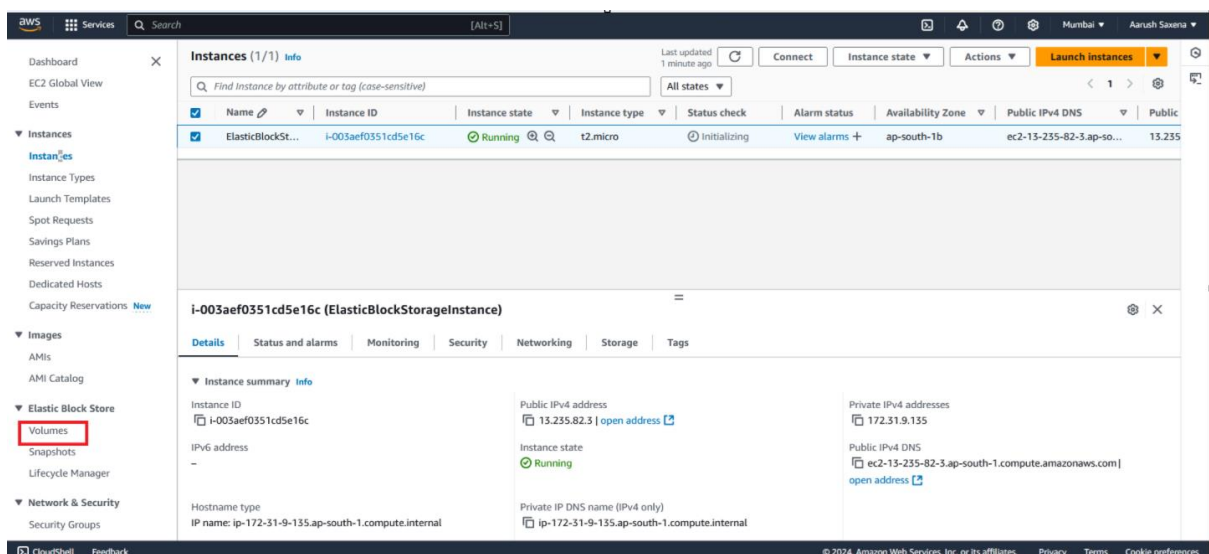 aws Services Search [Alt+S] Mumbai ▼ Aarush Saxena ▼
Dashboard
EC2 Global View
Events
▼ Instances
Instances
Instance Types
Launch Templates
Spot Requests
Savings Plans
Reserved Instances
Dedicated Hosts
Capacity Reservations New
▼ Images
AMIs
AMI Catalog
▼ Elastic Block Store
Volumes
Snapshots
Lifecycle Manager
▼ Network & Security
Security Groups
Instances (1/1) Info
Last updated
1 minute ago
Connect Instance state ▼ Actions ▼ Launch instances ▼
Find Instance by attribute or tag (case-sensitive) All states ▼ < 1 >
Name Instance ID Instance state Instance type Status check Alarm status Availability Zone Public IPv4 DNS Public
ElasticBlockSt... i-003aef0351cd5e16c Running t2.micro Initializing View alarms + ap-south-1b ec2-13-235-82-3.ap-so... 13.235
i-003aef0351cd5e16c (ElasticBlockStorageInstance)
Details Status and alarms Monitoring Security Networking Storage Tags
▼ Instance summary Info
Instance ID
i-003aef0351cd5e16c
Public IPv4 address
13.235.82.3 | open address
Private IPv4 addresses
172.31.9.135
IPv6 address
–
Instance state
Running
Public IPv4 DNS
ec2-13-235-82-3.ap-south-1.compute.amazonaws.com |
open address
Hostname type
IP name: ip-172-31-9-135.ap-south-1.compute.internal
Private IP DNS name (IPv4 only)
ip-172-31-9-135.ap-south-1.compute.internal
CloudShell Feedback © 2024, Amazon Web Services, Inc. or its affiliates. Privacy Terms Cookie preferences